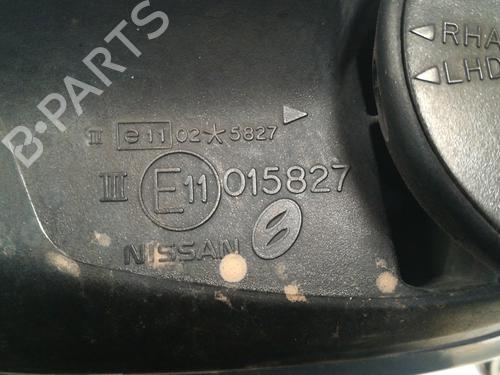 B-PARTS
◁RHA
◁LHD
II e11 02*5827 ▷
III E11 015827
NISSAN